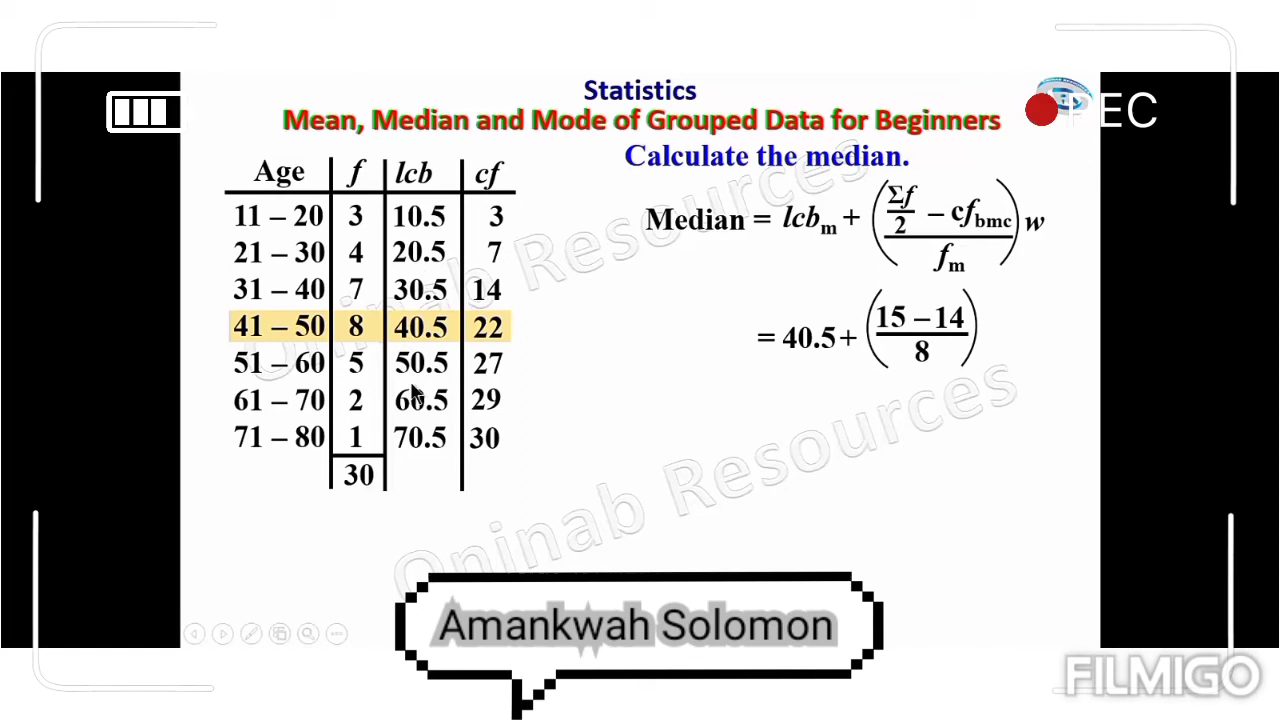 Statistics
Mean, Median and Mode of Grouped Data for Beginners
Calculate the median.
Age f lcb cf
11 – 20 3 10.5 3
21 – 30 4 20.5 7
31 – 40 7 30.5 14
41 – 50 8 40.5 22
51 – 60 5 50.5 27
61 – 70 2 60.5 29
71 – 80 1 70.5 30
30
Median = lcbm + ((Σf/2 – cfbmc)/fm) w
= 40.5 + ((15 – 14)/8)
Oninab Resources
Oninab Resources
Amankwah Solomon
FILMIGO